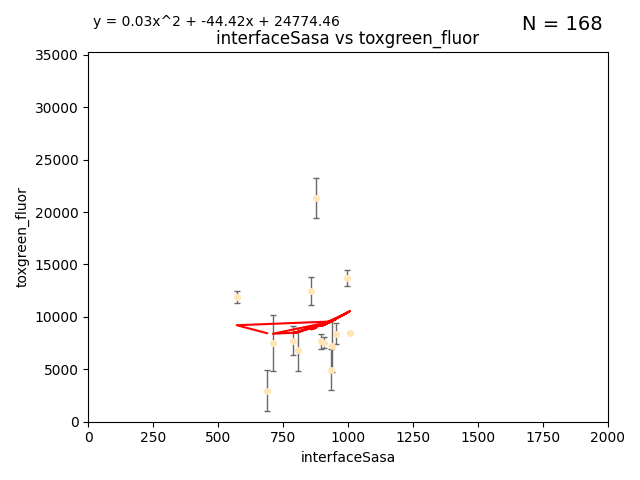 y = 0.03x^2 + -44.42x + 24774.46
N = 168
interfaceSasa vs toxgreen_fluor
35000
30000
25000
20000
15000
10000
5000
0
toxgreen_fluor
0 250 500 750 1000 1250 1500 1750 2000
interfaceSasa